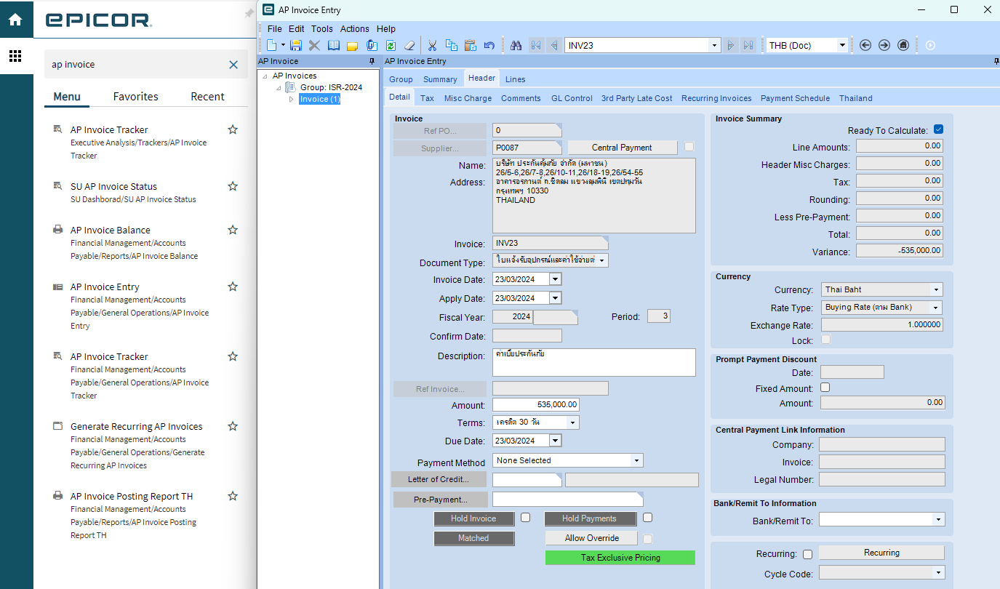 EPICOR
ap invoice
Menu Favorites Recent
AP Invoice Tracker
Executive Analysis/Trackers/AP Invoice
Tracker
SU AP Invoice Status
SU Dashborad/SU AP Invoice Status
AP Invoice Balance
Financial Management/Accounts
Payable/Reports/AP Invoice Balance
AP Invoice Entry
Financial Management/Accounts
Payable/General Operations/AP Invoice
Entry
AP Invoice Tracker
Financial Management/Accounts
Payable/General Operations/AP Invoice
Tracker
Generate Recurring AP Invoices
Financial Management/Accounts
Payable/General Operations/Generate
Recurring AP Invoices
AP Invoice Posting Report TH
Financial Management/Accounts
Payable/Reports/AP Invoice Posting
Report TH
AP Invoice Entry
File Edit Tools Actions Help
INV23 THB (Doc)
AP Invoice
AP Invoices
Group: ISR-2024
Invoice (1)
AP Invoice Entry
Group Summary Header Lines
Detail Tax Misc Charge Comments GL Control 3rd Party Late Cost Recurring Invoices Payment Schedule Thailand
Invoice
Ref PO... 0
Supplier... P0087 Central Payment
Name: บริษัท ประกันคุ้มภัย จำกัด (มหาชน)
26/5-6,26/7-8,26/10-11,26/18-19,26/54-55
Address: อาคารอรกานต์ ถ.ชิดลม แขวงลุมพินี เขตปทุมวัน
กรุงเทพฯ 10330
THAILAND
Invoice: INV23
Document Type: ใบแจ้งรับอุปกรณ์และค่าใช้จ่ายต่
Invoice Date: 23/03/2024
Apply Date: 23/03/2024
Fiscal Year: 2024 Period: 3
Confirm Date:
Description: ค่าเบี้ยประกันภัย
Ref Invoice...
Amount: 535,000.00
Terms: เครดิต 30 วัน
Due Date: 23/03/2024
Payment Method None Selected
Letter of Credit...
Pre-Payment...
Hold Invoice Hold Payments
Matched Allow Override
Tax Exclusive Pricing
Invoice Summary
Ready To Calculate:
Line Amounts: 0.00
Header Misc Charges: 0.00
Tax: 0.00
Rounding: 0.00
Less Pre-Payment: 0.00
Total: 0.00
Variance: -535,000.00
Currency
Currency: Thai Baht
Rate Type: Buying Rate (ตาม Bank)
Exchange Rate: 1.000000
Lock:
Prompt Payment Discount
Date:
Fixed Amount:
Amount: 0.00
Central Payment Link Information
Company:
Invoice:
Legal Number:
Bank/Remit To Information
Bank/Remit To:
Recurring: Recurring
Cycle Code: